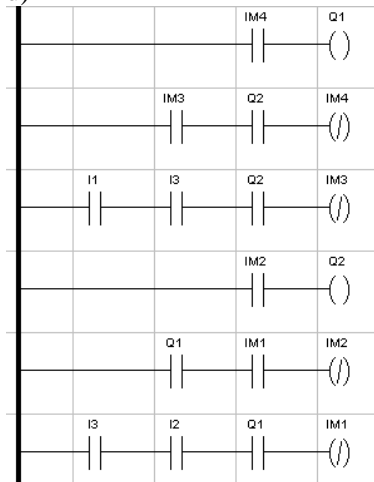 IM4 Q1
IM3 Q2 IM4
I1 I3 Q2 IM3
IM2 Q2
Q1 IM1 IM2
I3 I2 Q1 IM1